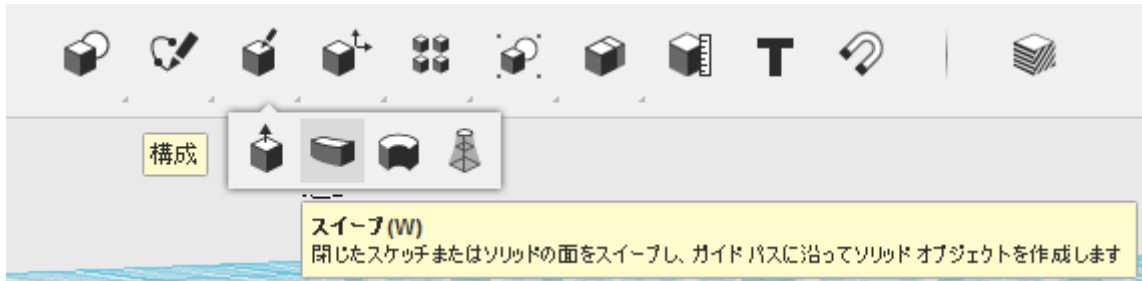 構成
スイープ(W)
閉じたスケッチまたはソリッドの面をスイープし、ガイド パスに沿ってソリッド オブジェクトを作成します